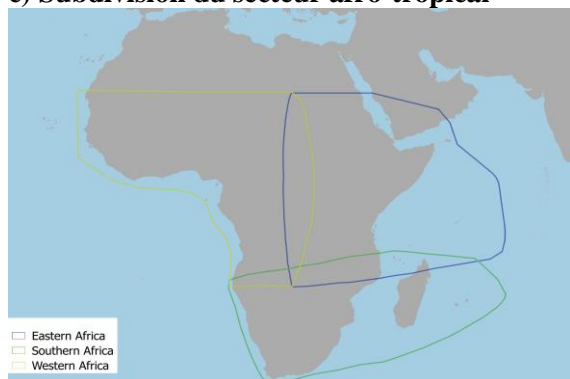 c) Subdivision du secteur afro-tropical
Eastern Africa
Southern Africa
Western Africa